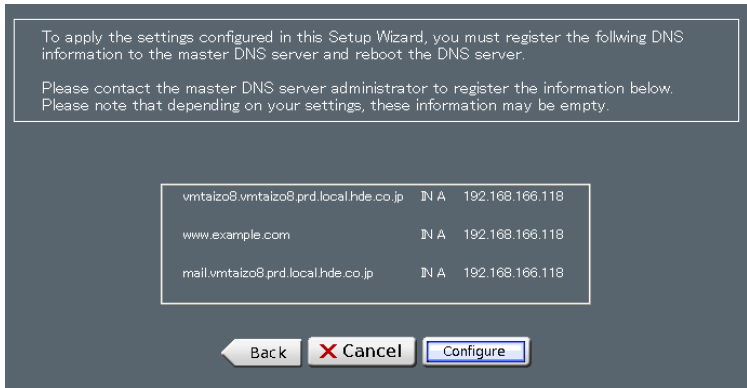 To apply the settings configured in this Setup Wizard, you must register the follwing DNS
information to the master DNS server and reboot the DNS server.
Please contact the master DNS server administrator to register the information below.
Please note that depending on your settings, these information may be empty.
vmtaizo8.vmtaizo8.prd.local.hde.co.jp IN A 192.168.166.118
www.example.com IN A 192.168.166.118
mail.vmtaizo8.prd.local.hde.co.jp IN A 192.168.166.118
Back Cancel Configure